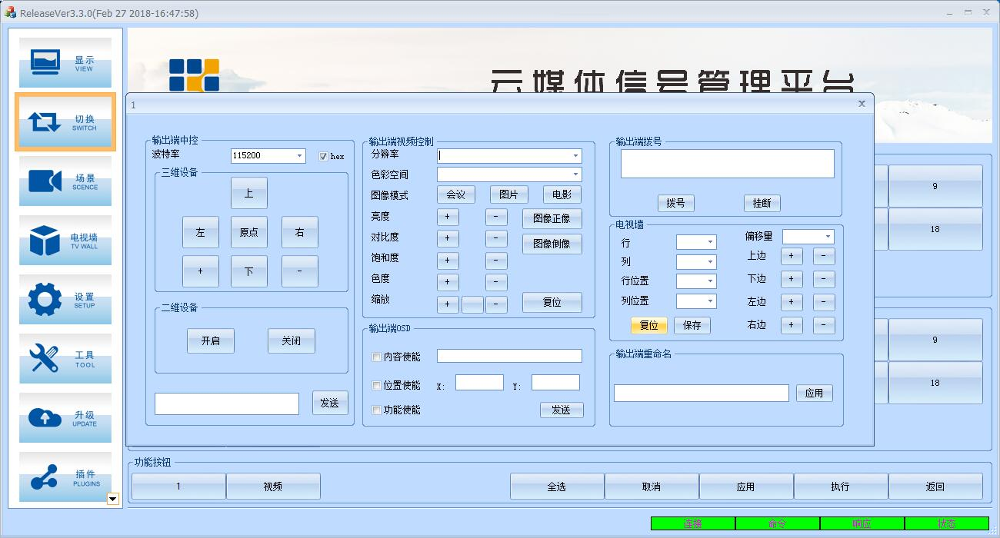 ReleaseVer3.3.0(Feb 27 2018-16:47:58)
显示
VIEW
切换
SWITCH
场景
SCENCE
电视墙
TV WALL
设置
SETUP
工具
TOOL
升级
UPDATE
插件
PLUGINS
云媒体信号管理平台
1
输出端中控
波特率 115200 hex
三维设备
上
左 原点 右
+ 下 -
二维设备
开启 关闭
发送
输出端视频控制
分辨率
色彩空间
图像模式 会议 图片 电影
亮度 + - 图像正像
对比度 + - 图像倒像
饱和度 + -
色度 + -
缩放 + - 复位
输出端OSD
内容使能
位置使能 X: Y:
功能使能 发送
输出端拨号
拨号 挂断
电视墙
行 偏移量
列 上边 + -
行位置 下边 + -
列位置 左边 + -
复位 保存 右边 + -
输出端重命名
应用
9
18
9
18
功能按钮
1 视频 全选 取消 应用 执行 返回
连接 命令 响应 状态